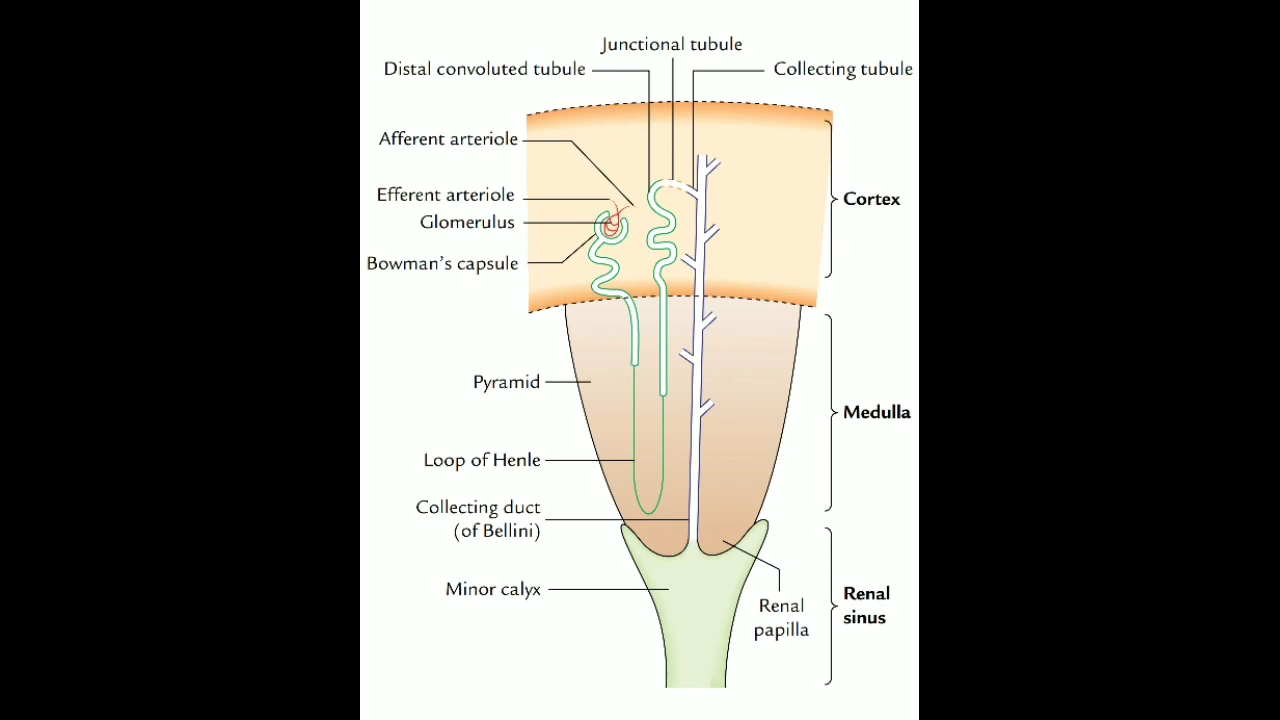 Junctional tubule
Distal convoluted tubule
Collecting tubule
Afferent arteriole
Efferent arteriole
Glomerulus
Bowman's capsule
Cortex
Pyramid
Medulla
Loop of Henle
Collecting duct
(of Bellini)
Minor calyx
Renal
papilla
Renal
sinus